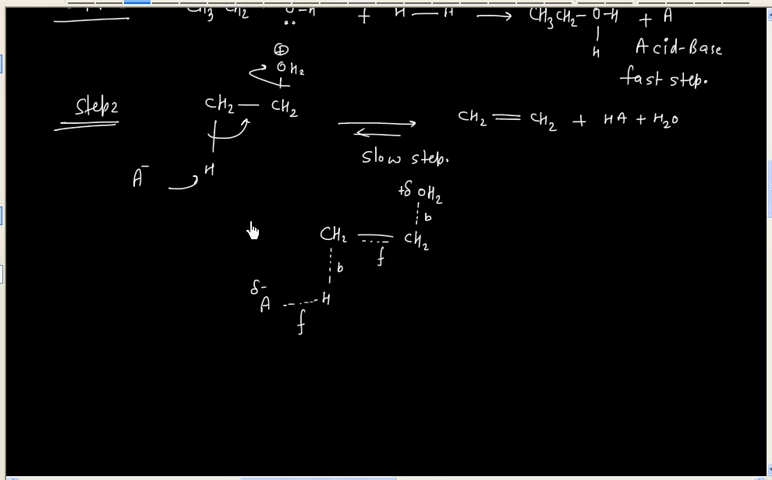 + H — H → CH3CH2 – O – H + A
H
Acid-Base
fast step.
⊕
OH2
Step2
CH2 — CH2 ⇌ CH2 = CH2 + HA + H2O
Slow step.
H
A-
+δ OH2
b
CH2 = CH2
f
b
δ-
A ---- H
f